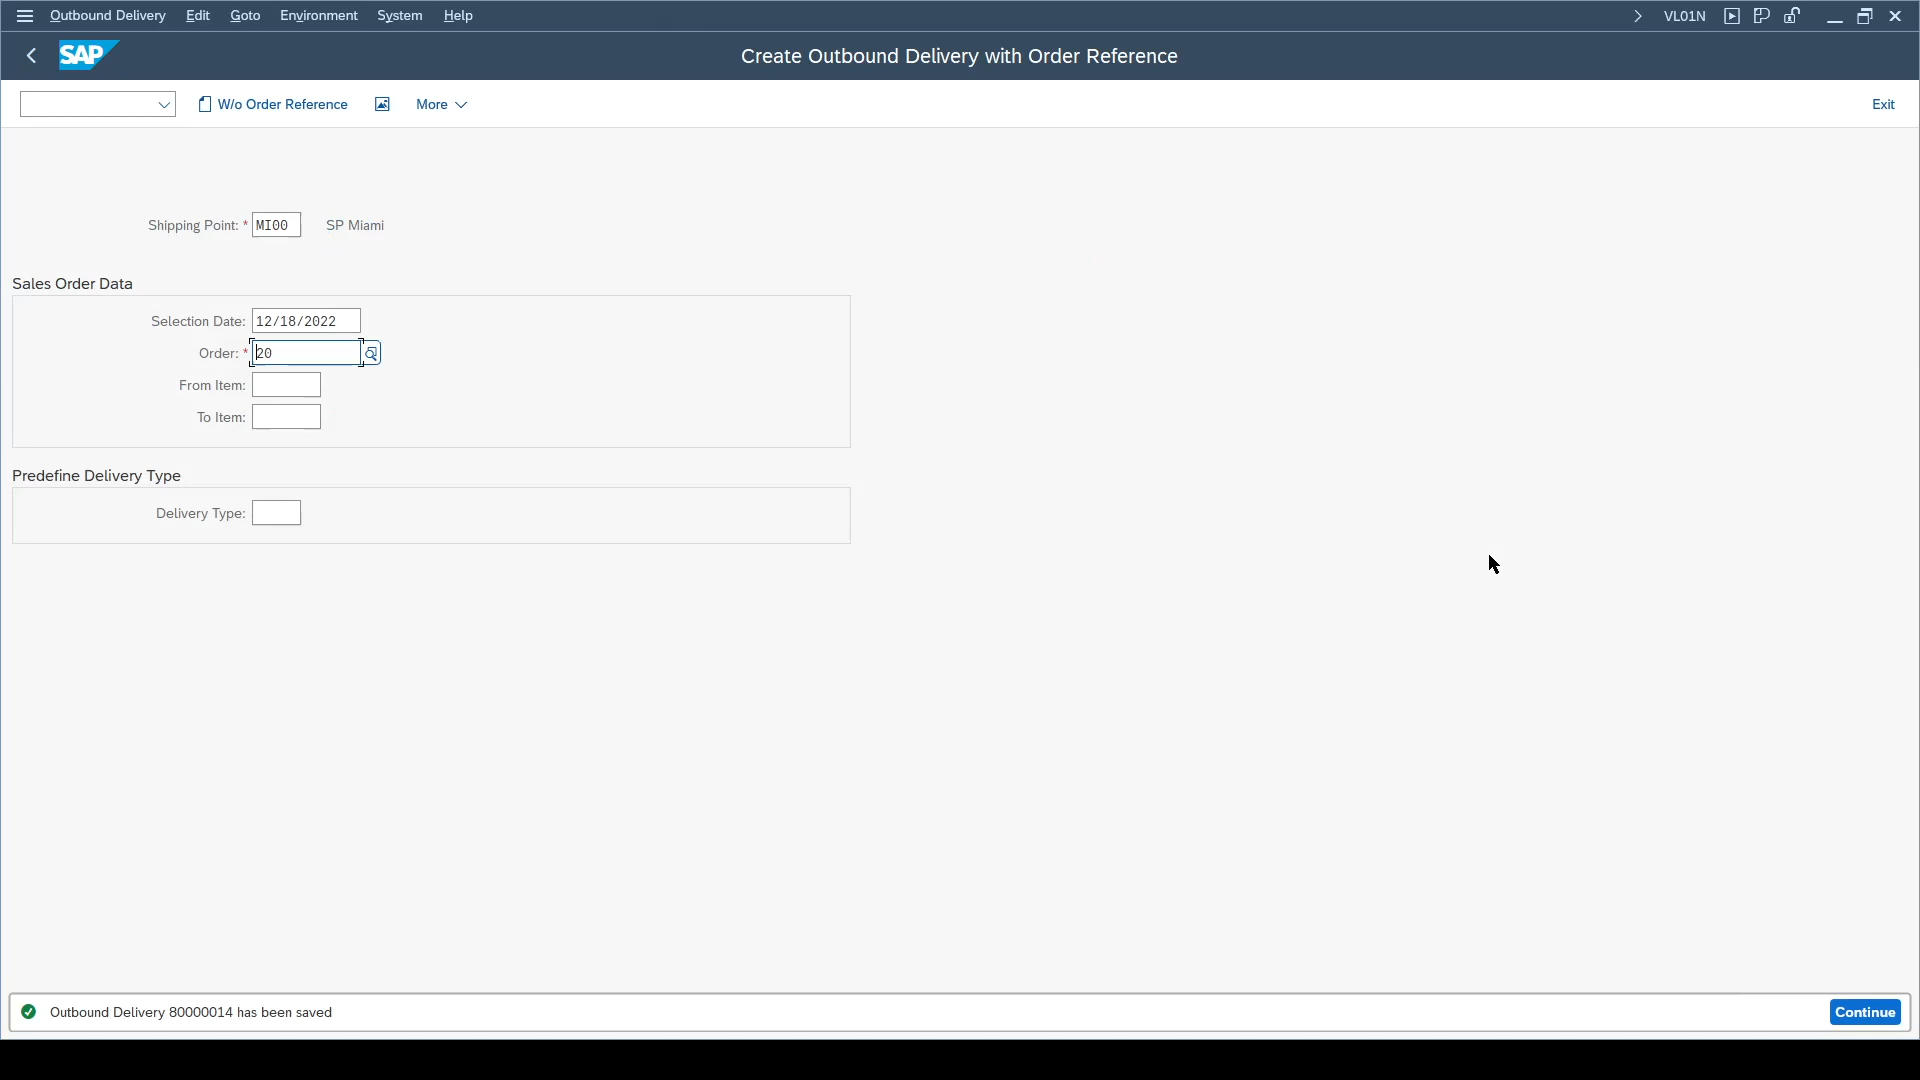 Outbound Delivery Edit Goto Environment System Help VL01N
SAP Create Outbound Delivery with Order Reference
W/o Order Reference More Exit
Shipping Point: * MI00 SP Miami
Sales Order Data
Selection Date: 12/18/2022
Order: * 20
From Item:
To Item:
Predefine Delivery Type
Delivery Type:
Outbound Delivery 80000014 has been saved Continue